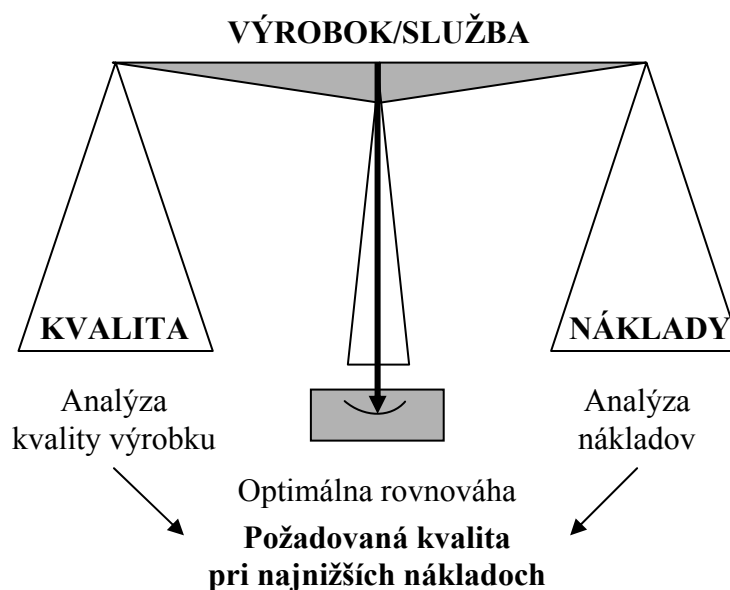 VÝROBOK/SLUŽBA
KVALITA
NÁKLADY
Analýza
kvality výrobku
Analýza
nákladov
Optimálna rovnováha
Požadovaná kvalita
pri najnižších nákladoch